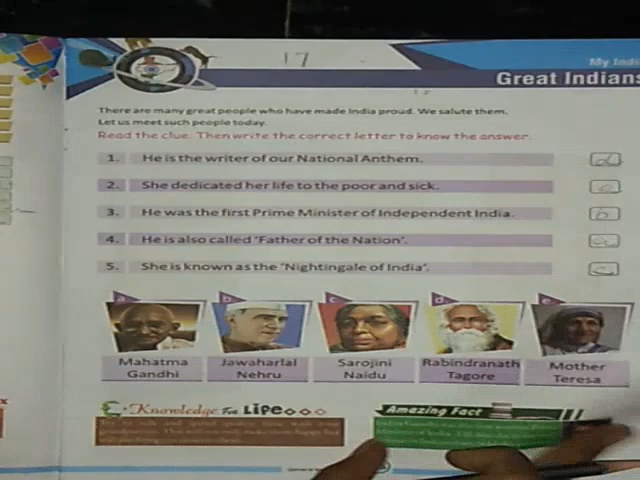 17
My Indi
Great Indians
There are many great people who have made India proud. We salute them.
Let us meet such people today.
Read the clue. Then write the correct letter to know the answer.
1. He is the writer of our National Anthem. d
2. She dedicated her life to the poor and sick. e
3. He was the first Prime Minister of Independent India. b
4. He is also called 'Father of the Nation'. a
5. She is known as the 'Nightingale of India'. c
a b c d e
Mahatma Gandhi
Jawaharlal Nehru
Sarojini Naidu
Rabindranath Tagore
Mother Teresa
Knowledge For Life
Amazing Fact